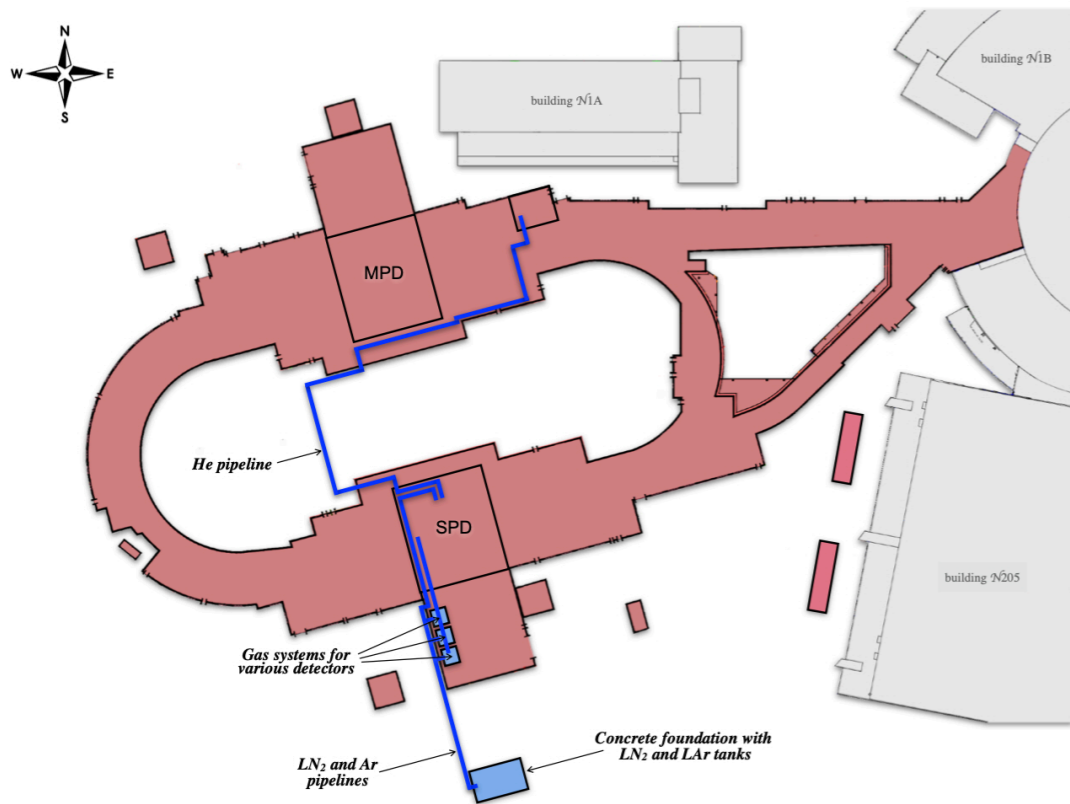 N
W E
S
building №1A
building №1B
MPD
He pipeline
SPD
building №205
Gas systems for
various detectors
Concrete foundation with
LN₂ and LAr tanks
LN₂ and Ar
pipelines